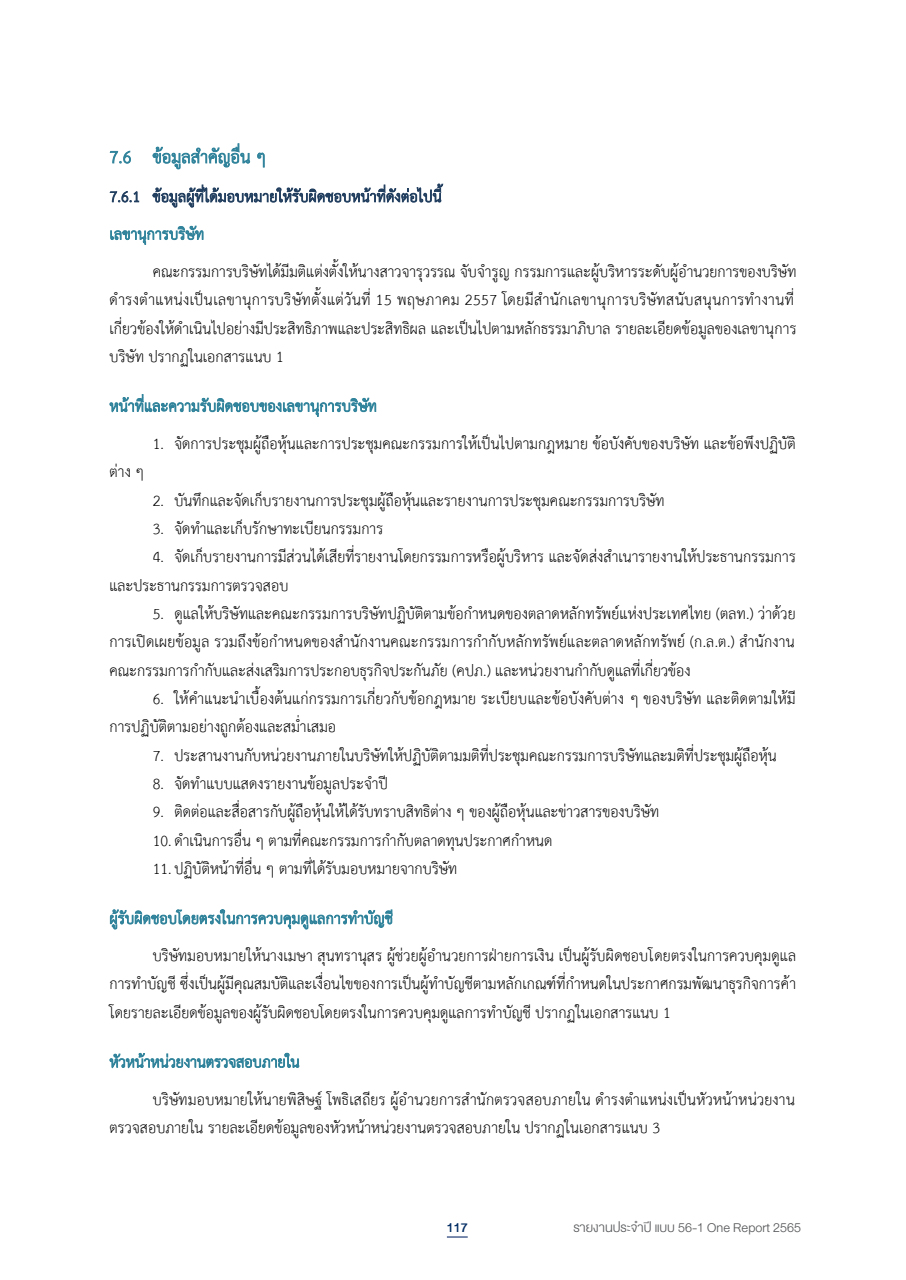 7.6 ข้อมูลสำคัญอื่น ๆ
7.6.1 ข้อมูลผู้ที่ได้มอบหมายให้รับผิดชอบหน้าที่ดังต่อไปนี้
เลขานุการบริษัท
คณะกรรมการบริษัทได้มีมติแต่งตั้งให้นางสาวจารุวรรณ จับจำรูญ กรรมการและผู้บริหารระดับผู้อำนวยการของบริษัท
ดำรงตำแหน่งเป็นเลขานุการบริษัทตั้งแต่วันที่ 15 พฤษภาคม 2557 โดยมีสำนักเลขานุการบริษัทสนับสนุนการทำงานที่
เกี่ยวข้องให้ดำเนินไปอย่างมีประสิทธิภาพและประสิทธิผล และเป็นไปตามหลักธรรมาภิบาล รายละเอียดข้อมูลของเลขานุการ
บริษัท ปรากฏในเอกสารแนบ 1
หน้าที่และความรับผิดชอบของเลขานุการบริษัท
1. จัดการประชุมผู้ถือหุ้นและการประชุมคณะกรรมการให้เป็นไปตามกฎหมาย ข้อบังคับของบริษัท และข้อพึงปฏิบัติ
ต่าง ๆ
2. บันทึกและจัดเก็บรายงานการประชุมผู้ถือหุ้นและรายงานการประชุมคณะกรรมการบริษัท
3. จัดทำและเก็บรักษาทะเบียนกรรมการ
4. จัดเก็บรายงานการมีส่วนได้เสียที่รายงานโดยกรรมการหรือผู้บริหาร และจัดส่งสำเนารายงานให้ประธานกรรมการ
และประธานกรรมการตรวจสอบ
5. ดูแลให้บริษัทและคณะกรรมการบริษัทปฏิบัติตามข้อกำหนดของตลาดหลักทรัพย์แห่งประเทศไทย (ตลท.) ว่าด้วย
การเปิดเผยข้อมูล รวมถึงข้อกำหนดของสำนักงานคณะกรรมการกำกับหลักทรัพย์และตลาดหลักทรัพย์ (ก.ล.ต.) สำนักงาน
คณะกรรมการกำกับและส่งเสริมการประกอบธุรกิจประกันภัย (คปภ.) และหน่วยงานกำกับดูแลที่เกี่ยวข้อง
6. ให้คำแนะนำเบื้องต้นแก่กรรมการเกี่ยวกับข้อกฎหมาย ระเบียบและข้อบังคับต่าง ๆ ของบริษัท และติดตามให้มี
การปฏิบัติตามอย่างถูกต้องและสม่ำเสมอ
7. ประสานงานกับหน่วยงานภายในบริษัทให้ปฏิบัติตามมติที่ประชุมคณะกรรมการบริษัทและมติที่ประชุมผู้ถือหุ้น
8. จัดทำแบบแสดงรายงานข้อมูลประจำปี
9. ติดต่อและสื่อสารกับผู้ถือหุ้นให้ได้รับทราบสิทธิต่าง ๆ ของผู้ถือหุ้นและข่าวสารของบริษัท
10. ดำเนินการอื่น ๆ ตามที่คณะกรรมการกำกับตลาดทุนประกาศกำหนด
11. ปฏิบัติหน้าที่อื่น ๆ ตามที่ได้รับมอบหมายจากบริษัท
ผู้รับผิดชอบโดยตรงในการควบคุมดูแลการทำบัญชี
บริษัทมอบหมายให้นางเมษา สุนทรานุสร ผู้ช่วยผู้อำนวยการฝ่ายการเงิน เป็นผู้รับผิดชอบโดยตรงในการควบคุมดูแล
การทำบัญชี ซึ่งเป็นผู้มีคุณสมบัติและเงื่อนไขของการเป็นผู้ทำบัญชีตามหลักเกณฑ์ที่กำหนดในประกาศกรมพัฒนาธุรกิจการค้า
โดยรายละเอียดข้อมูลของผู้รับผิดชอบโดยตรงในการควบคุมดูแลการทำบัญชี ปรากฏในเอกสารแนบ 1
หัวหน้าหน่วยงานตรวจสอบภายใน
บริษัทมอบหมายให้นายพิสิษฐ์ โพธิเสถียร ผู้อำนวยการสำนักตรวจสอบภายใน ดำรงตำแหน่งเป็นหัวหน้าหน่วยงาน
ตรวจสอบภายใน รายละเอียดข้อมูลของหัวหน้าหน่วยงานตรวจสอบภายใน ปรากฏในเอกสารแนบ 3
117 รายงานประจำปี แบบ 56-1 One Report 2565